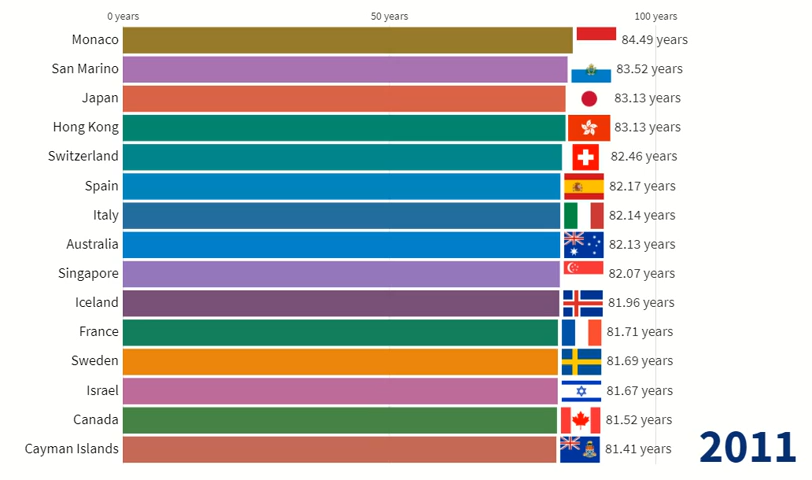 0 years 50 years 100 years
Monaco 84.49 years
San Marino 83.52 years
Japan 83.13 years
Hong Kong 83.13 years
Switzerland 82.46 years
Spain 82.17 years
Italy 82.14 years
Australia 82.13 years
Singapore 82.07 years
Iceland 81.96 years
France 81.71 years
Sweden 81.69 years
Israel 81.67 years
Canada 81.52 years
Cayman Islands 81.41 years
2011